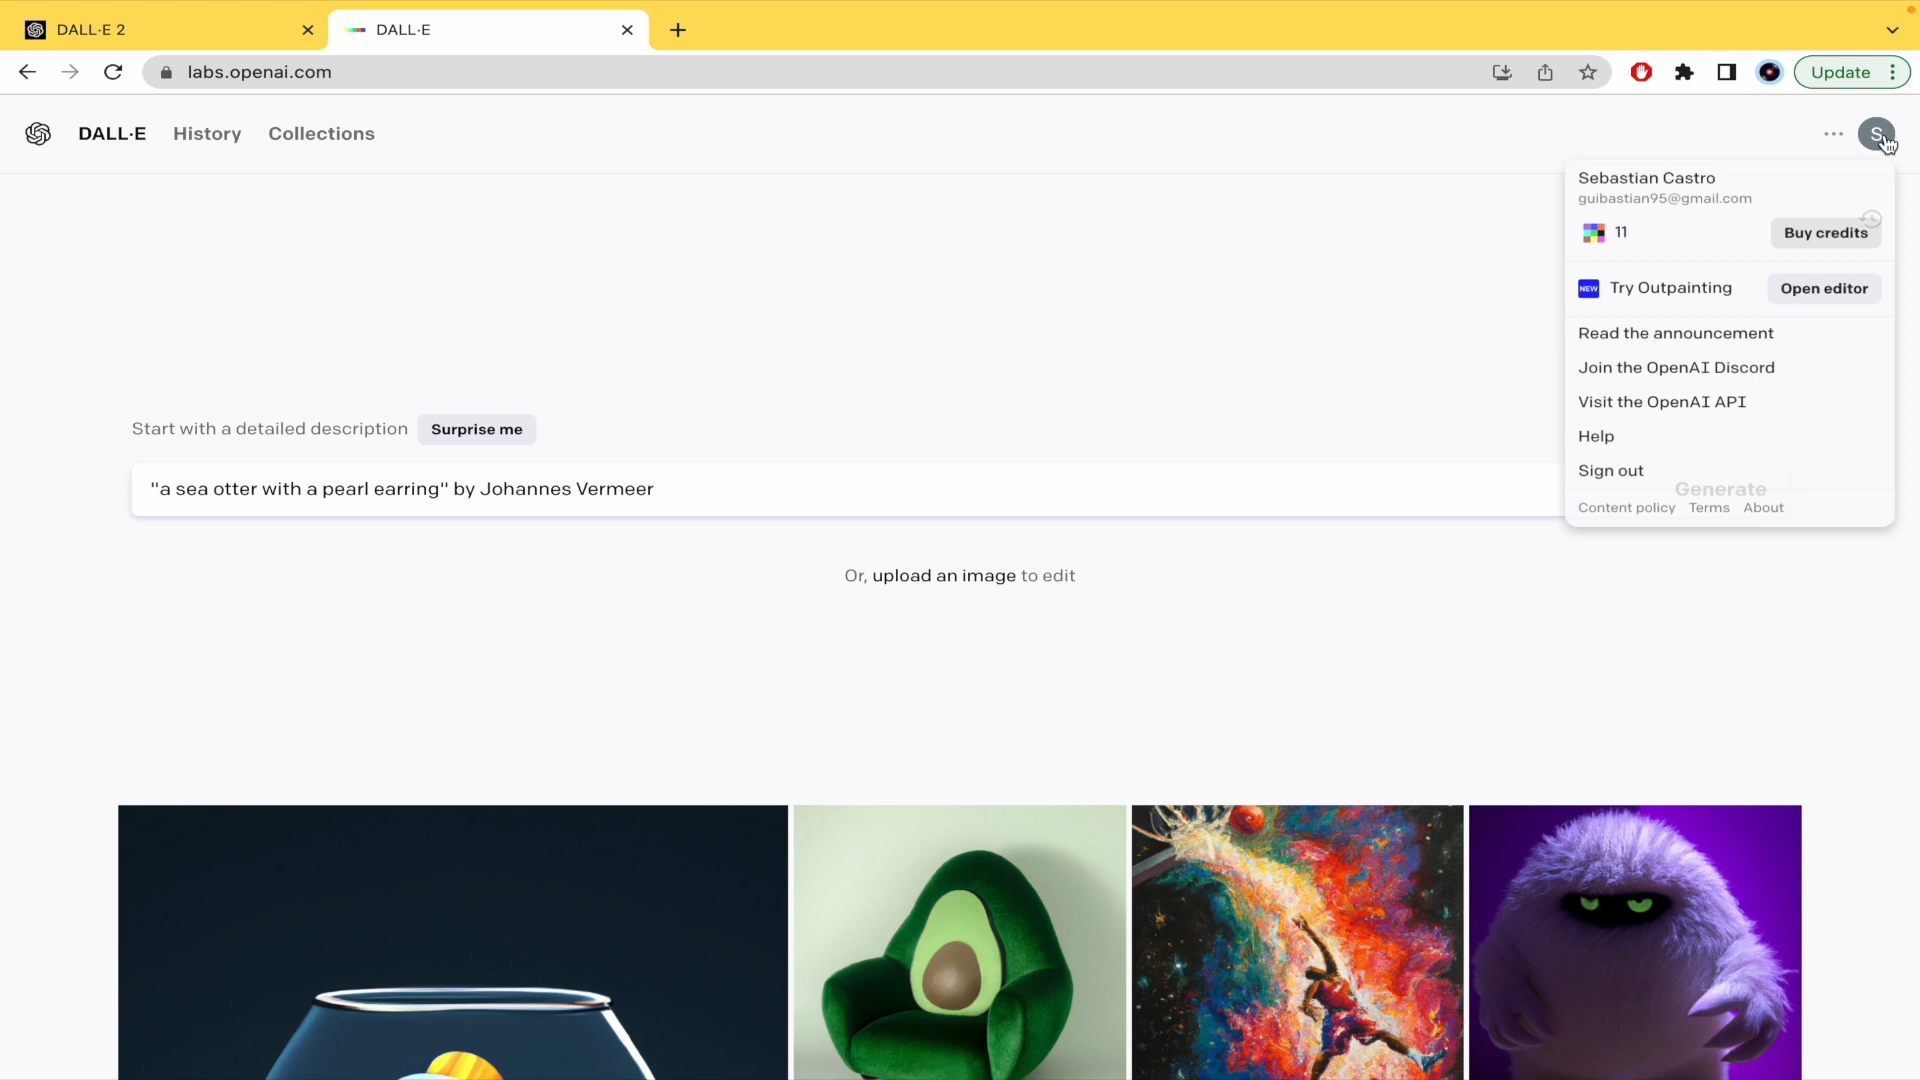 DALL·E 2
DALL·E
labs.openai.com
Update
DALL·E
History
Collections
S
Sebastian Castro
guibastian95@gmail.com
11
Buy credits
NEW
Try Outpainting
Open editor
Read the announcement
Join the OpenAI Discord
Visit the OpenAI API
Help
Sign out
Generate
Content policy Terms About
Start with a detailed description
Surprise me
"a sea otter with a pearl earring" by Johannes Vermeer
Or, upload an image to edit